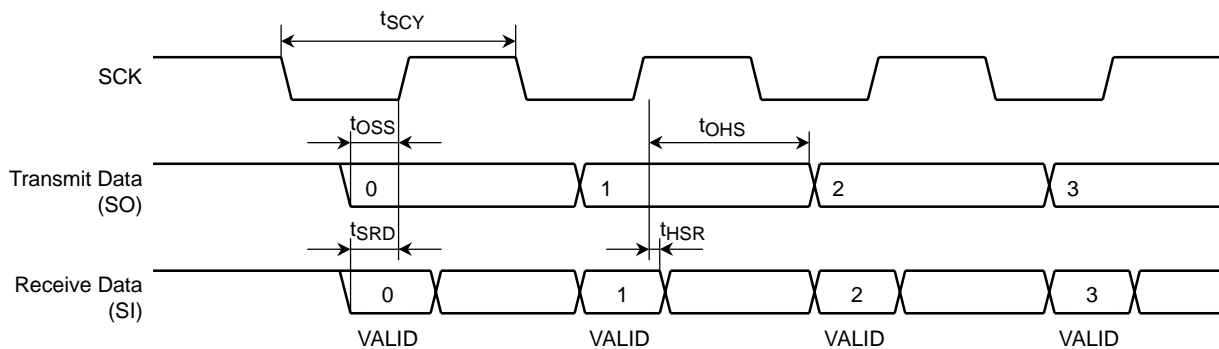 tSCY
SCK
tOSS
tOHS
Transmit Data
(SO)
0
1
2
3
tSRD
tHSR
Receive Data
(SI)
0
1
2
3
VALID
VALID
VALID
VALID